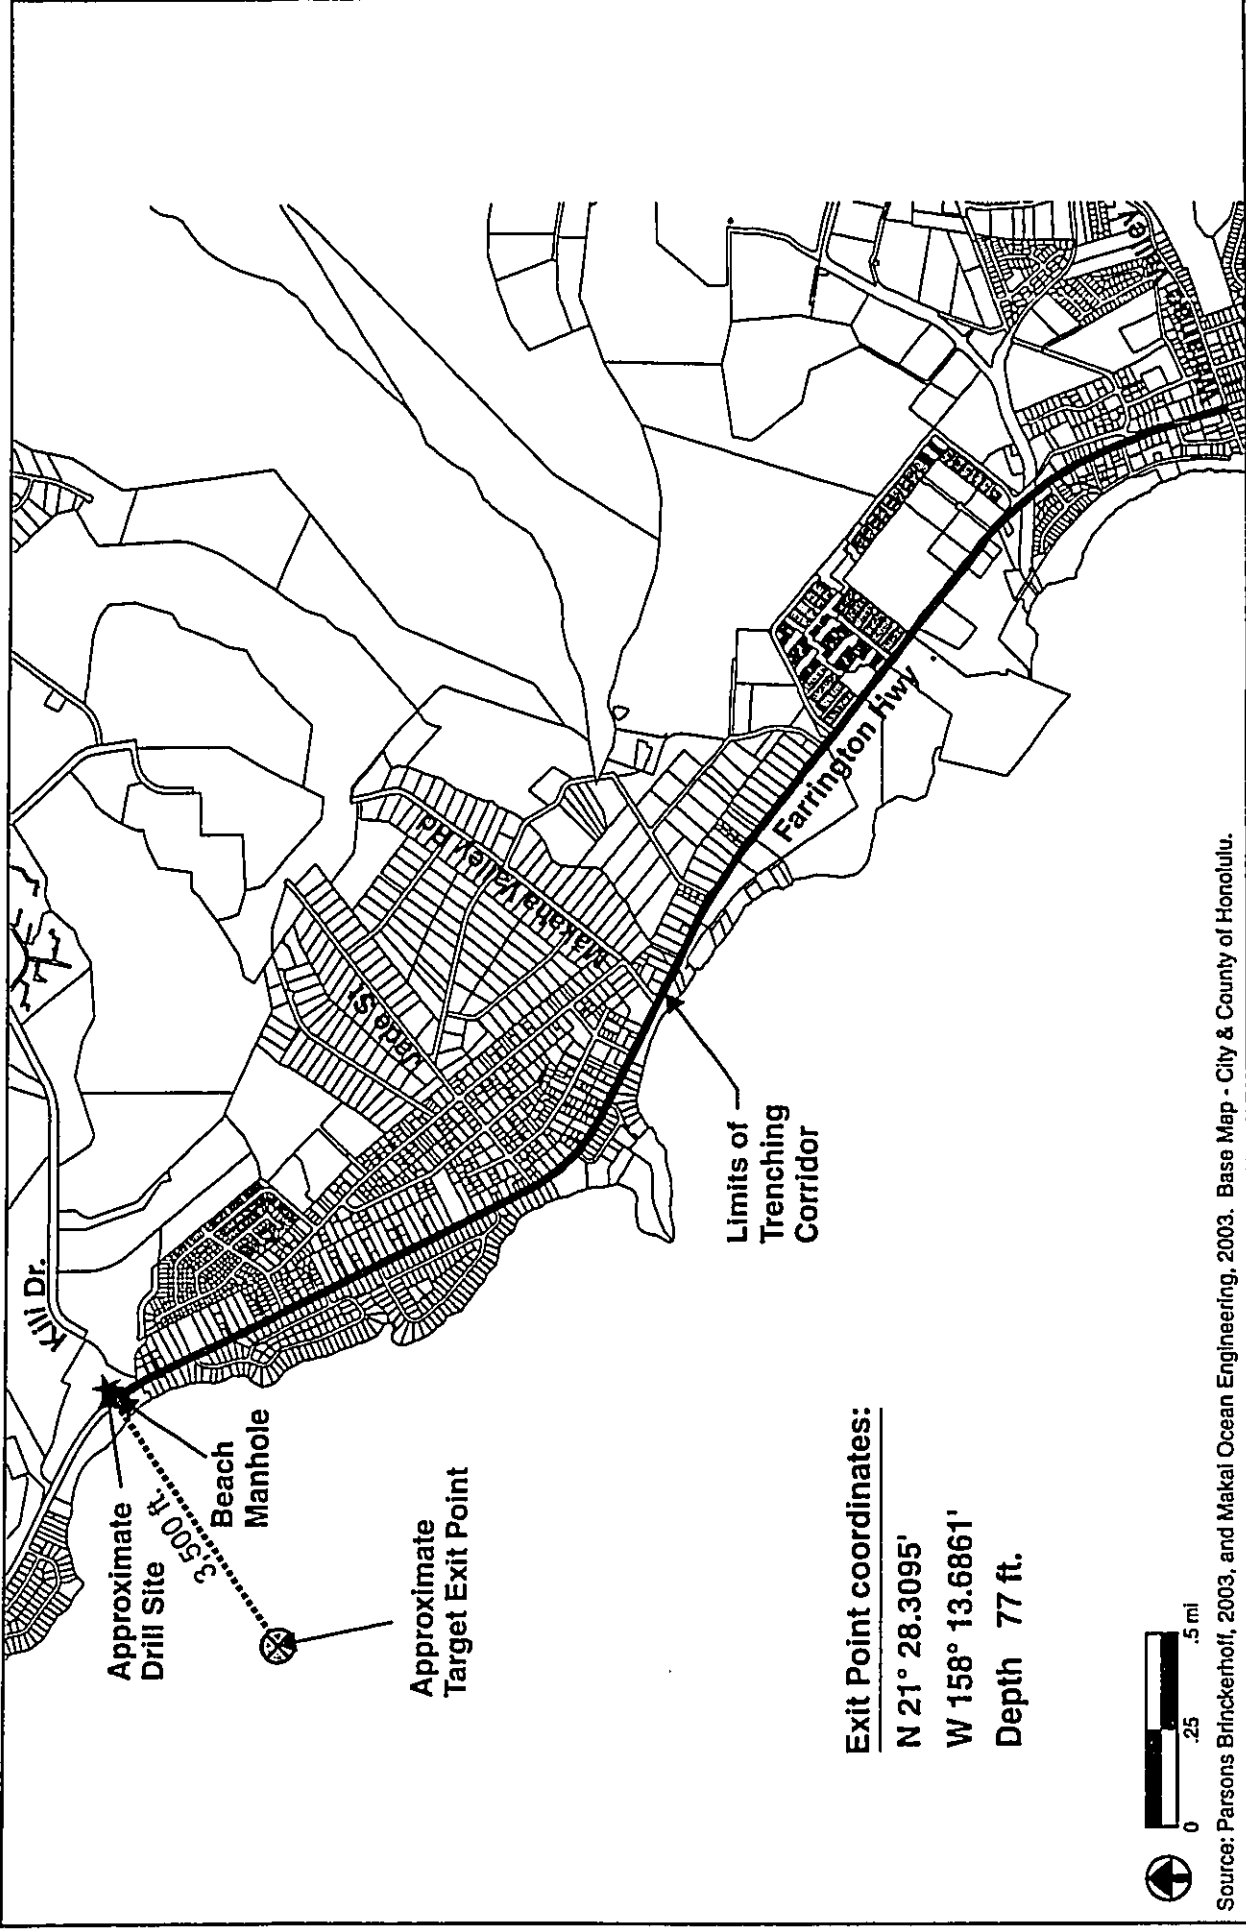 Kili Dr.
Approximate
Drill Site
3,500 ft.
Beach
Manhole
Approximate
Target Exit Point
Jade St
Makaha Valley Rd
Limits of
Trenching
Corridor
Farrington Hwy
Waianae Valley
Exit Point coordinates:
N 21° 28.3095'
W 158° 13.6861'
Depth 77 ft.
0 .25 .5 mi
Source: Parsons Brinckerhoff, 2003, and Makai Ocean Engineering, 2003. Base Map - City & County of Honolulu.